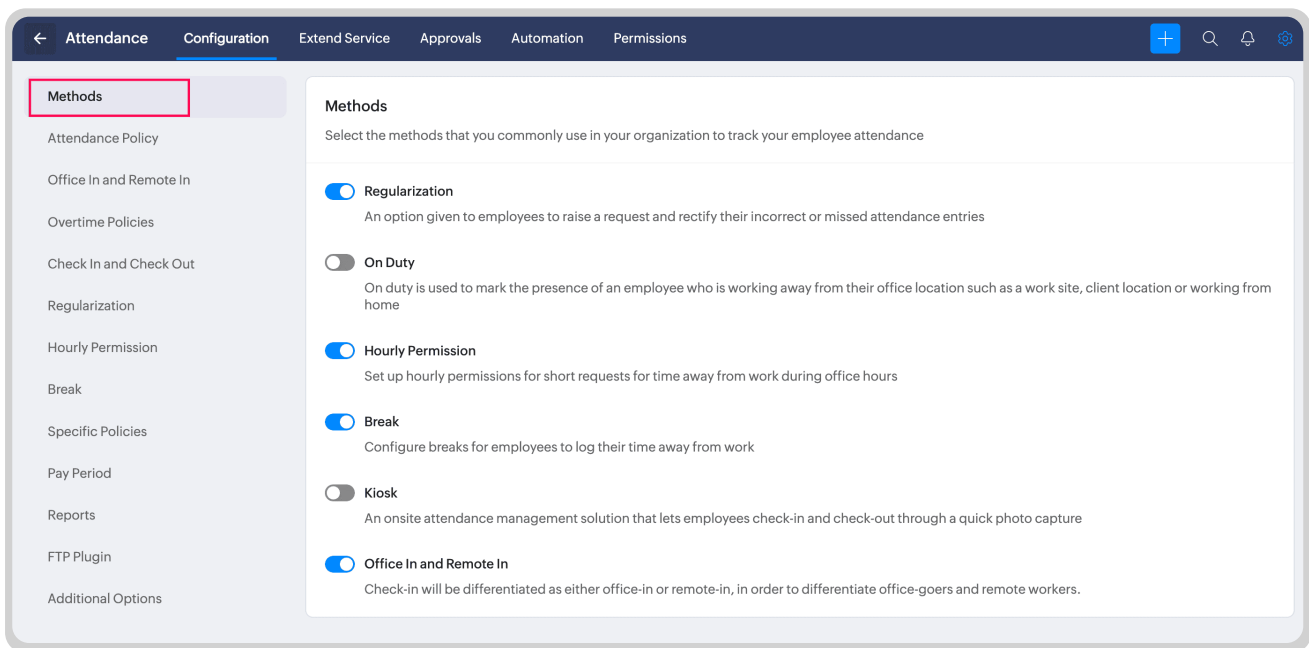 Attendance Configuration Extend Service Approvals Automation Permissions
Methods
Attendance Policy
Office In and Remote In
Overtime Policies
Check In and Check Out
Regularization
Hourly Permission
Break
Specific Policies
Pay Period
Reports
FTP Plugin
Additional Options
Methods
Select the methods that you commonly use in your organization to track your employee attendance
Regularization
An option given to employees to raise a request and rectify their incorrect or missed attendance entries
On Duty
On duty is used to mark the presence of an employee who is working away from their office location such as a work site, client location or working from
home
Hourly Permission
Set up hourly permissions for short requests for time away from work during office hours
Break
Configure breaks for employees to log their time away from work
Kiosk
An onsite attendance management solution that lets employees check-in and check-out through a quick photo capture
Office In and Remote In
Check-in will be differentiated as either office-in or remote-in, in order to differentiate office-goers and remote workers.